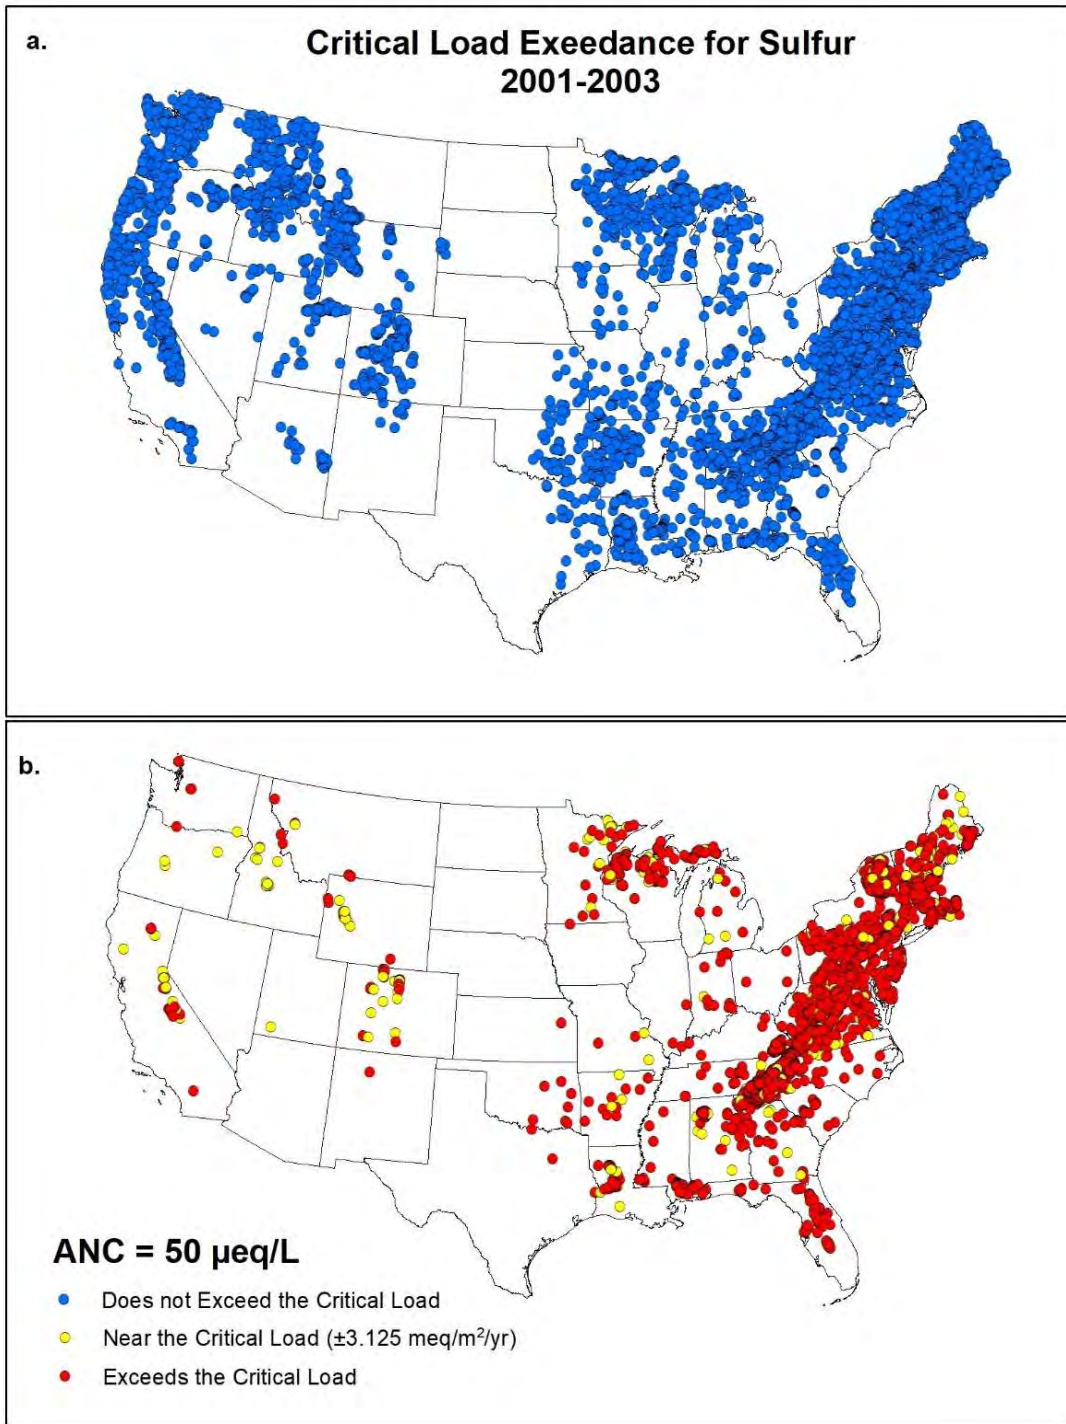 a.
Critical Load Exeedance for Sulfur
2001-2003
b.
ANC = 50 µeq/L
Does not Exceed the Critical Load
Near the Critical Load (±3.125 meq/m²/yr)
Exceeds the Critical Load